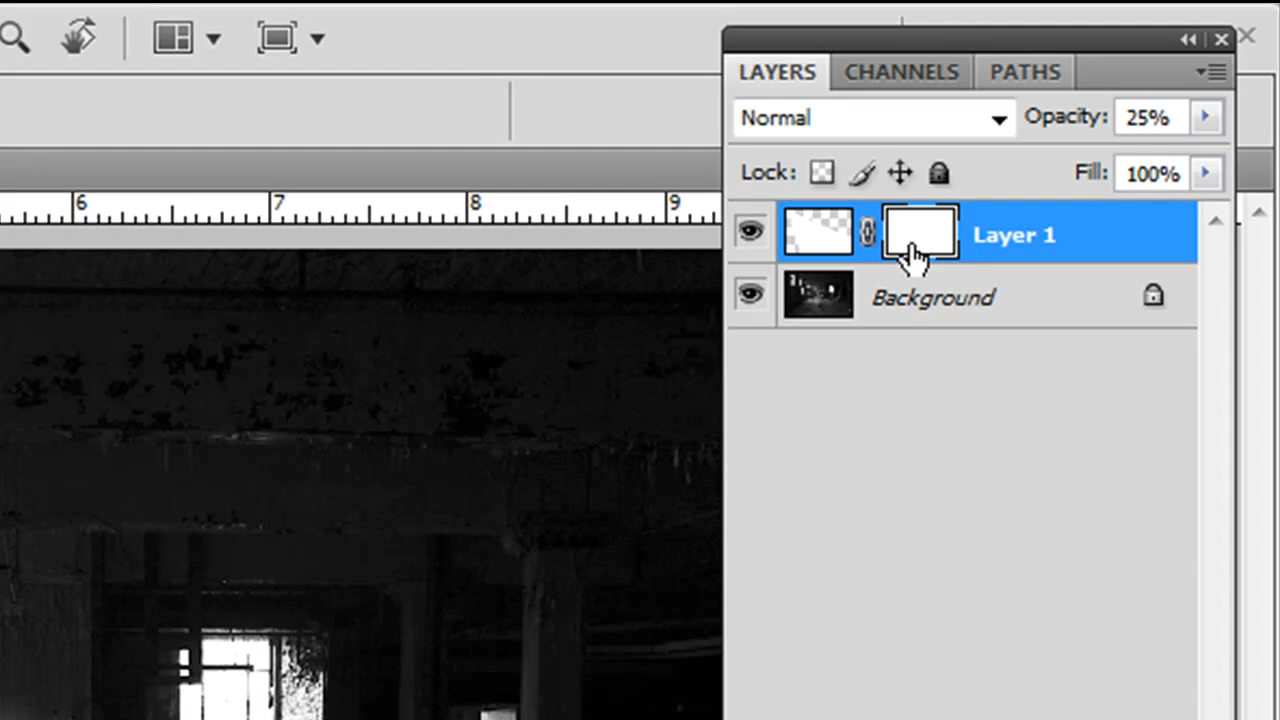 LAYERS CHANNELS PATHS
Normal Opacity: 25%
Lock: Fill: 100%
6 7 8 9
Layer 1
Background